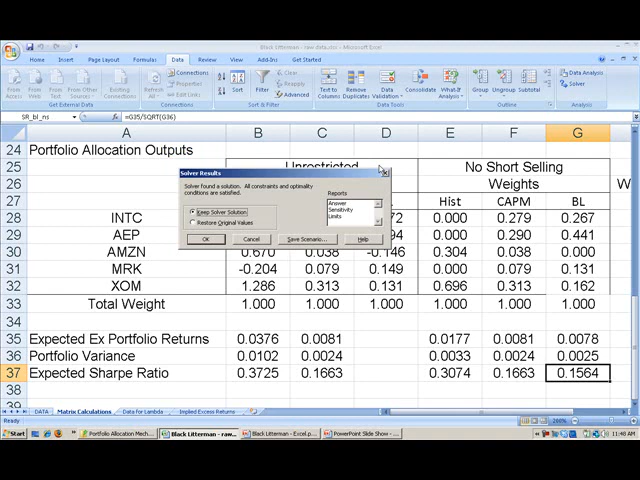 Black Litterman - raw data.xlsx - Microsoft Excel
Home Insert Page Layout Formulas Data Review View Add-Ins Get Started
From Access From Web From Text From Other Sources Existing Connections Refresh All Connections Properties Edit Links Sort Filter Clear Reapply Advanced Text to Columns Remove Duplicates Data Validation Consolidate What-If Analysis Group Ungroup Subtotal Data Analysis Solver
Get External Data Connections Sort & Filter Data Tools Outline Analysis
SR_bl_ns =G35/SQRT(G36)
A B C D E F G
24 Portfolio Allocation Outputs
25 Unrestricted No Short Selling
26 Weights W
27 Hist CAPM BL
28 INTC 72 0.000 0.279 0.267
29 AEP 294 0.000 0.290 0.441
30 AMZN 0.670 0.038 -0.146 0.304 0.038 0.000
31 MRK -0.204 0.079 0.149 0.000 0.079 0.131
32 XOM 1.286 0.313 0.131 0.696 0.313 0.162
33 Total Weight 1.000 1.000 1.000 1.000 1.000 1.000
34
35 Expected Ex Portfolio Returns 0.0376 0.0081 0.0177 0.0081 0.0078
36 Portfolio Variance 0.0102 0.0024 0.0033 0.0024 0.0025
37 Expected Sharpe Ratio 0.3725 0.1663 0.3074 0.1663 0.1564
38
39
Solver Results
Solver found a solution. All constraints and optimality
conditions are satisfied.
Reports
Keep Solver Solution
Restore Original Values
Answer
Sensitivity
Limits
OK Cancel Save Scenario... Help
DATA Matrix Calculations Data for Lambda Implied Excess Returns
Ready 200%
Start Portfolio Allocation Mech... Black Litterman - raw... Black Litterman - Excel.p... PowerPoint Slide Show - ... 11:48 AM